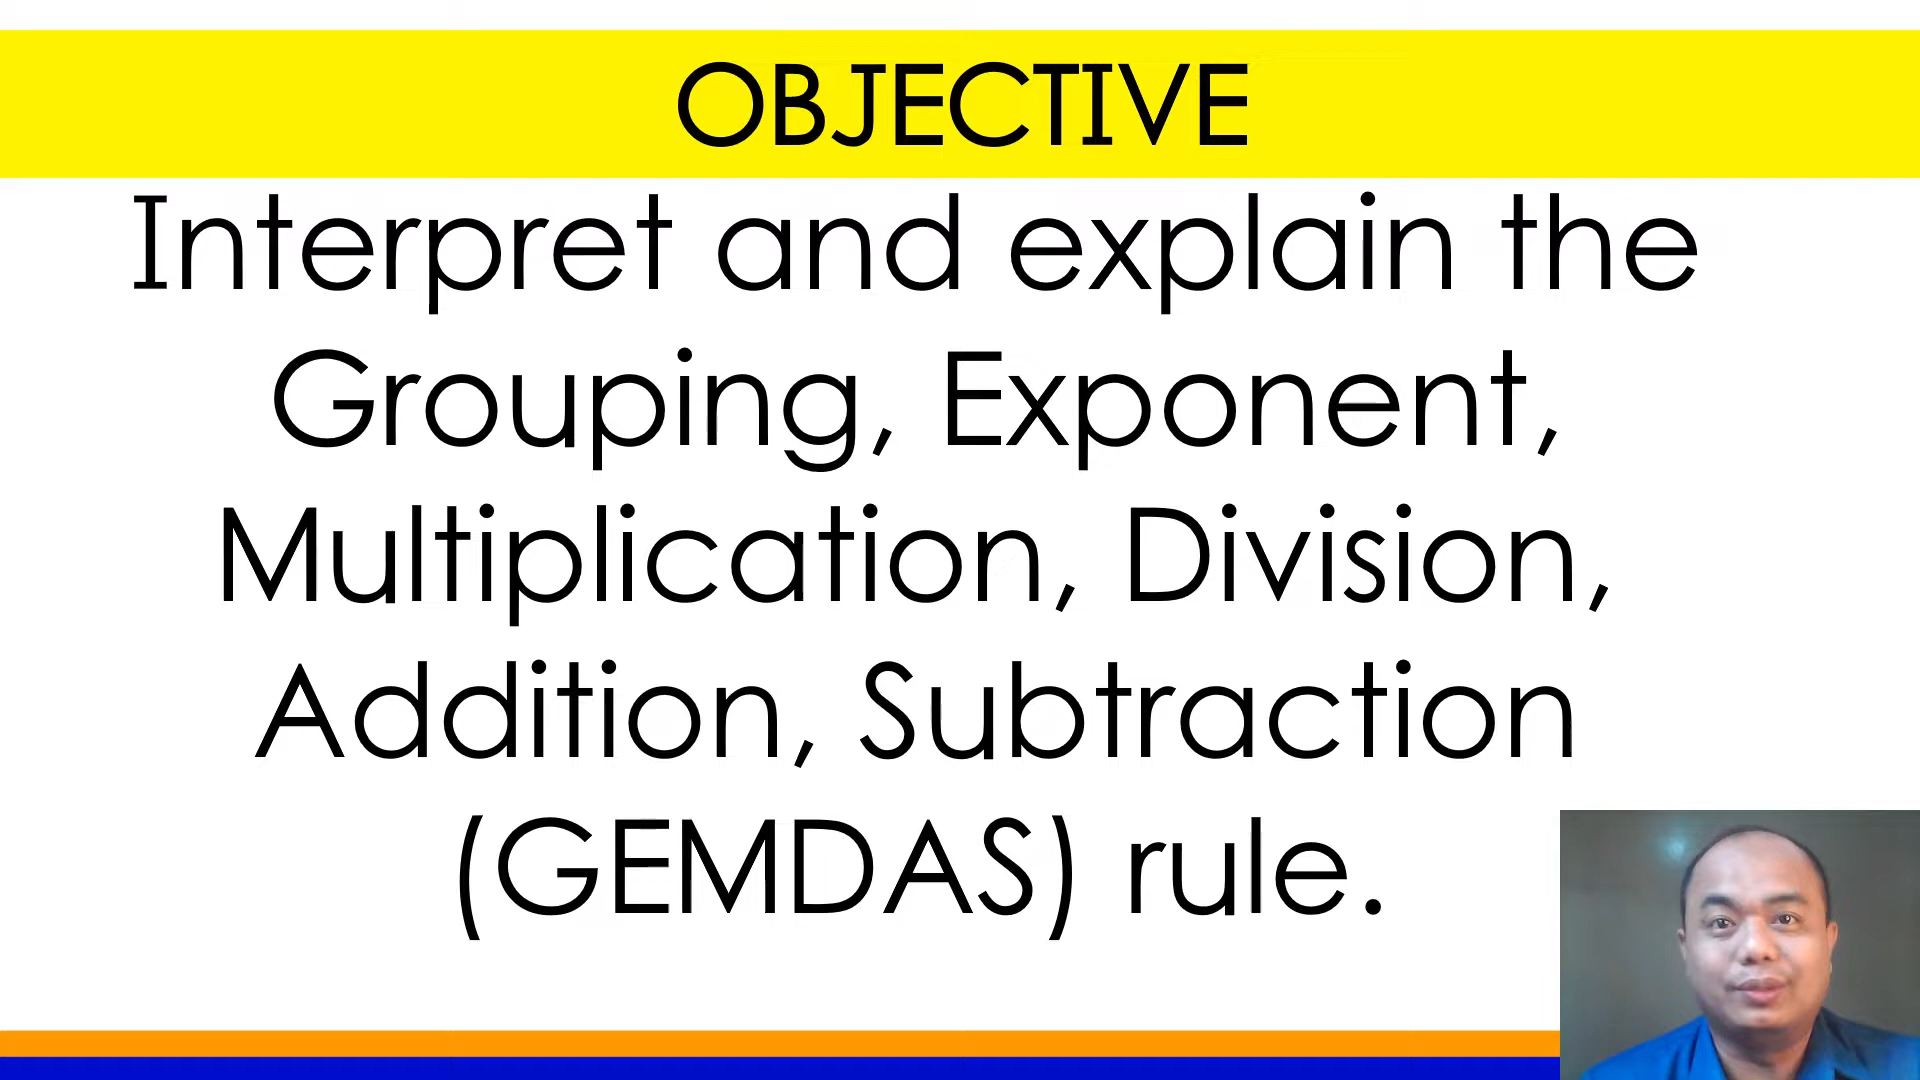 OBJECTIVE
Interpret and explain the
Grouping, Exponent,
Multiplication, Division,
Addition, Subtraction
(GEMDAS) rule.